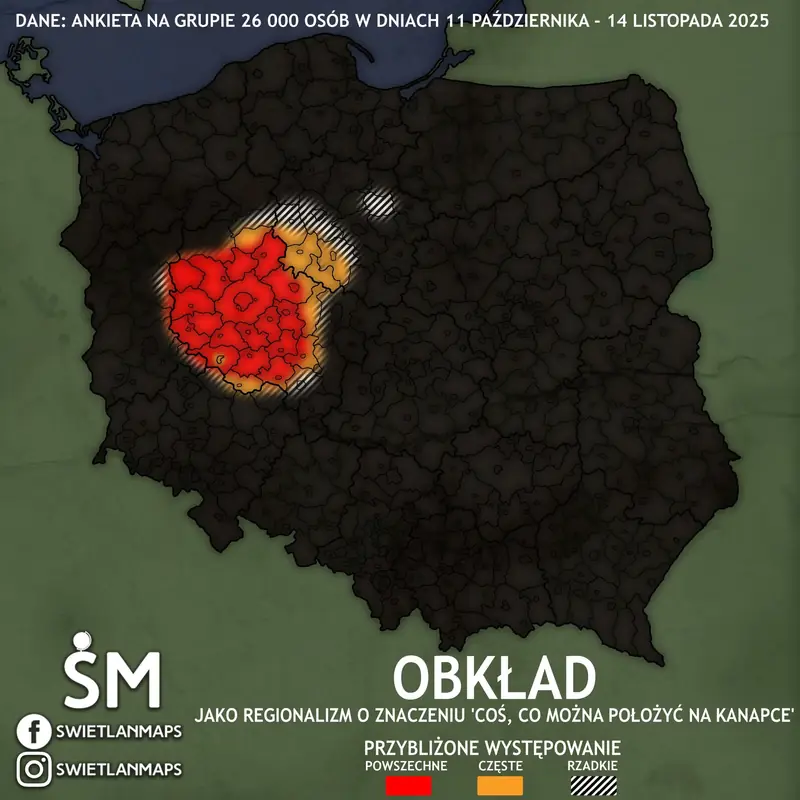 DANE: ANKIETA NA GRUPIE 26 000 OSÓB W DNIACH 11 PAŹDZIERNIKA - 14 LISTOPADA 2025
ŚM
SWIETLANMAPS
SWIETLANMAPS
OBKŁAD
JAKO REGIONALIZM O ZNACZENIU 'COŚ, CO MOŻNA POŁOŻYĆ NA KANAPCE'
PRZYBLIŻONE WYSTĘPOWANIE
POWSZECHNE CZĘSTE RZADKIE